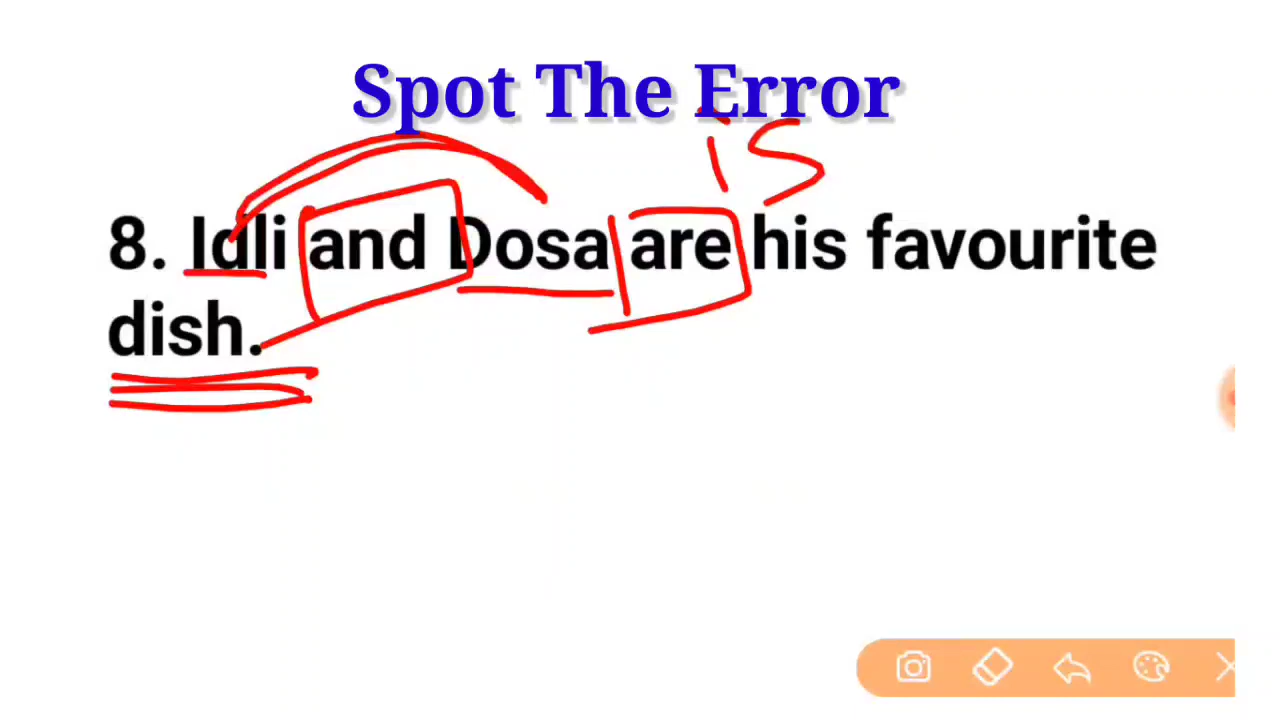 Spot The Error
is
8. Idli and Dosa are his favourite
dish.